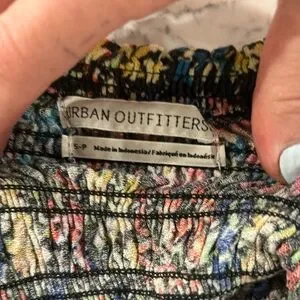 URBAN OUTFITTERS
S-P Made in Indonesia / Fabriqué en Indonésie